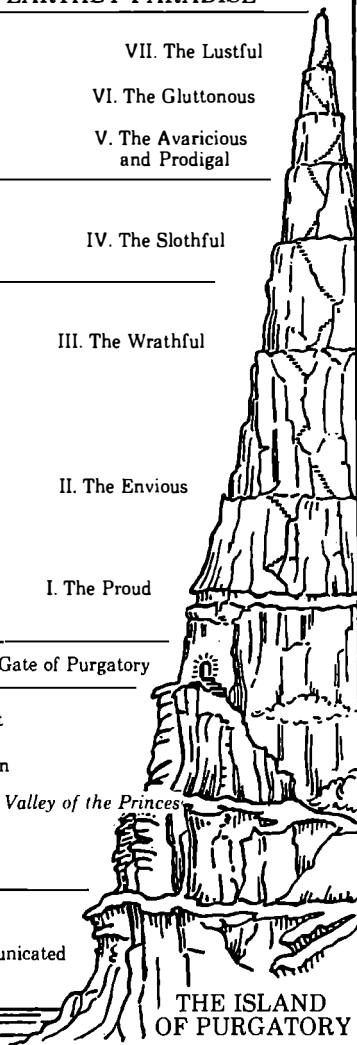 EARTHLY PARADISE
VII. The Lustful
VI. The Gluttonous
V. The Avaricious
and Prodigal
IV. The Slothful
III. The Wrathful
II. The Envious
I. The Proud
Gate of Purgatory
Valley of the Princes
THE ISLAND
OF PURGATORY